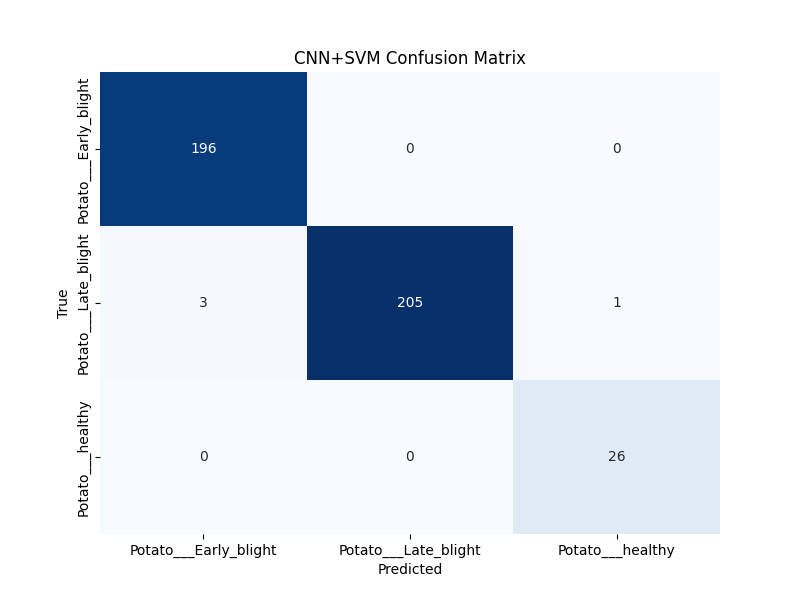 CNN+SVM Confusion Matrix
True
Potato___Early_blight
196 0 0
Potato___Late_blight
3 205 1
Potato___healthy
0 0 26
Potato___Early_blight Potato___Late_blight Potato___healthy
Predicted